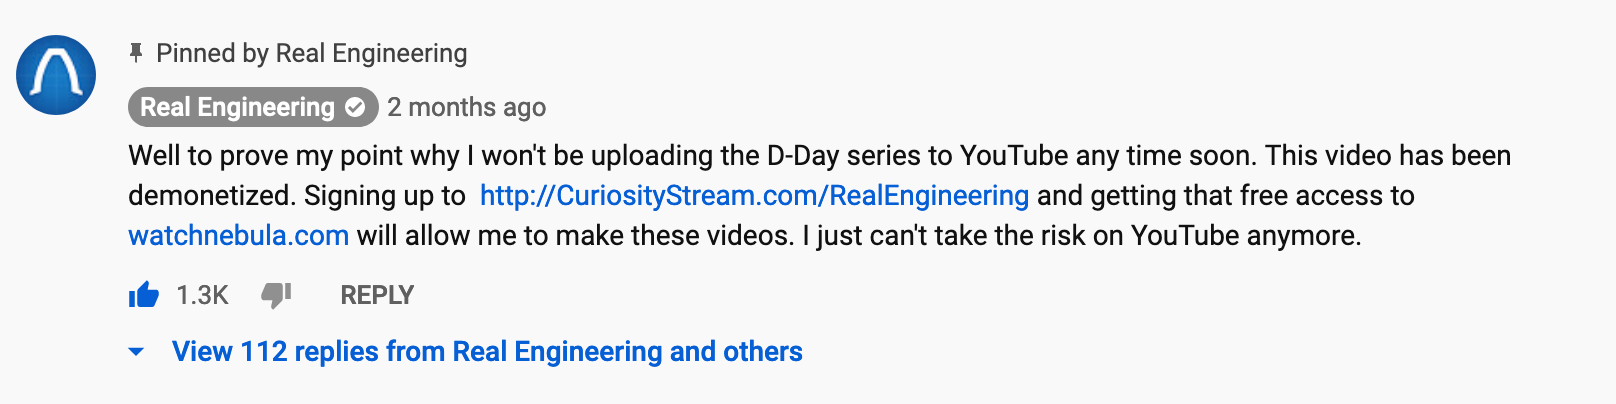 Pinned by Real Engineering
Real Engineering 2 months ago
Well to prove my point why I won't be uploading the D-Day series to YouTube any time soon. This video has been
demonetized. Signing up to http://CuriosityStream.com/RealEngineering and getting that free access to
watchnebula.com will allow me to make these videos. I just can't take the risk on YouTube anymore.
1.3K REPLY
View 112 replies from Real Engineering and others